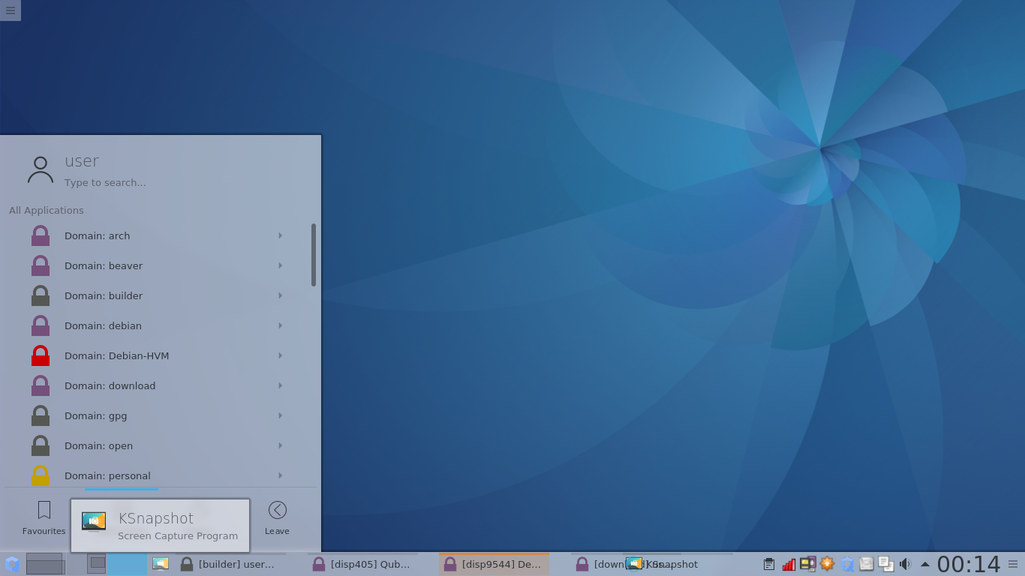 user
Type to search...
All Applications
Domain: arch
Domain: beaver
Domain: builder
Domain: debian
Domain: Debian-HVM
Domain: download
Domain: gpg
Domain: open
Domain: personal
Favourites
KSnapshot
Screen Capture Program
Leave
[builder] user...
[disp405] Qub...
[disp9544] De...
KSnapshot
00:14